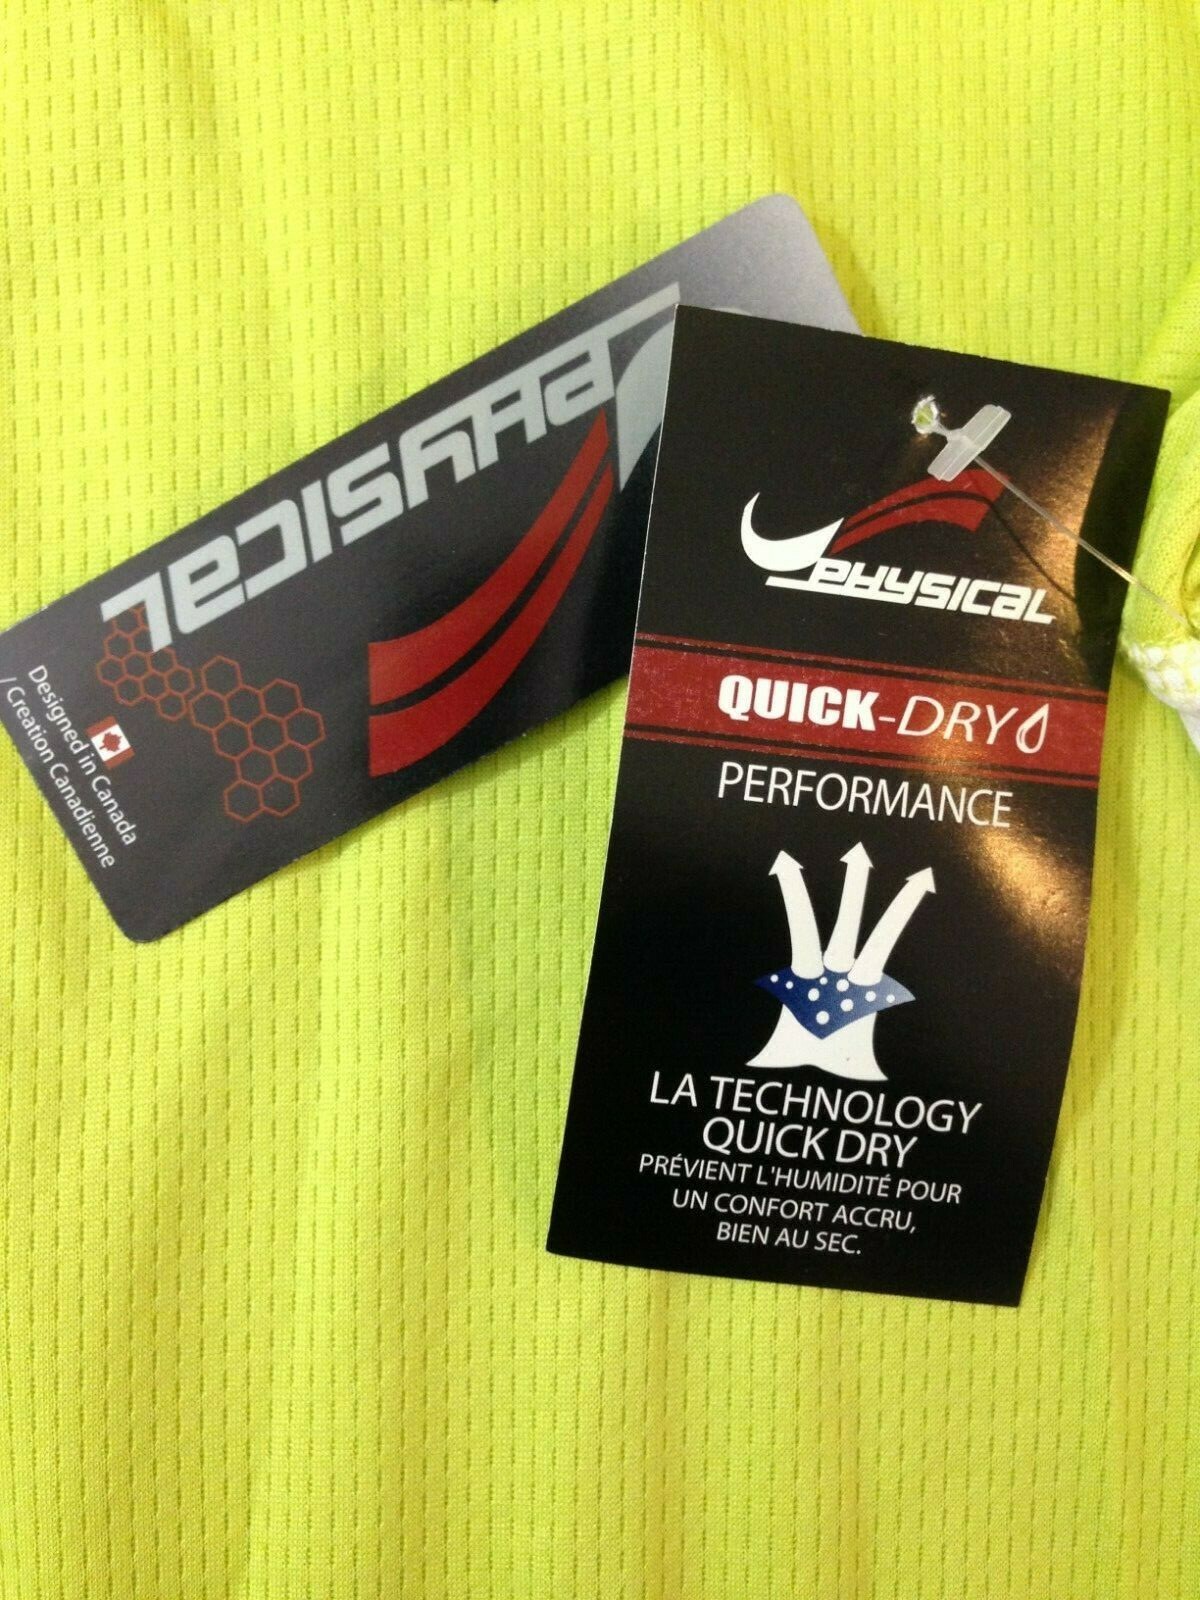 PHYSICAL
Designed in Canada
/ Creation Canadienne
PHYSICAL
QUICK-DRY
PERFORMANCE
LA TECHNOLOGY
QUICK DRY
PRÉVIENT L'HUMIDITÉ POUR
UN CONFORT ACCRU,
BIEN AU SEC.